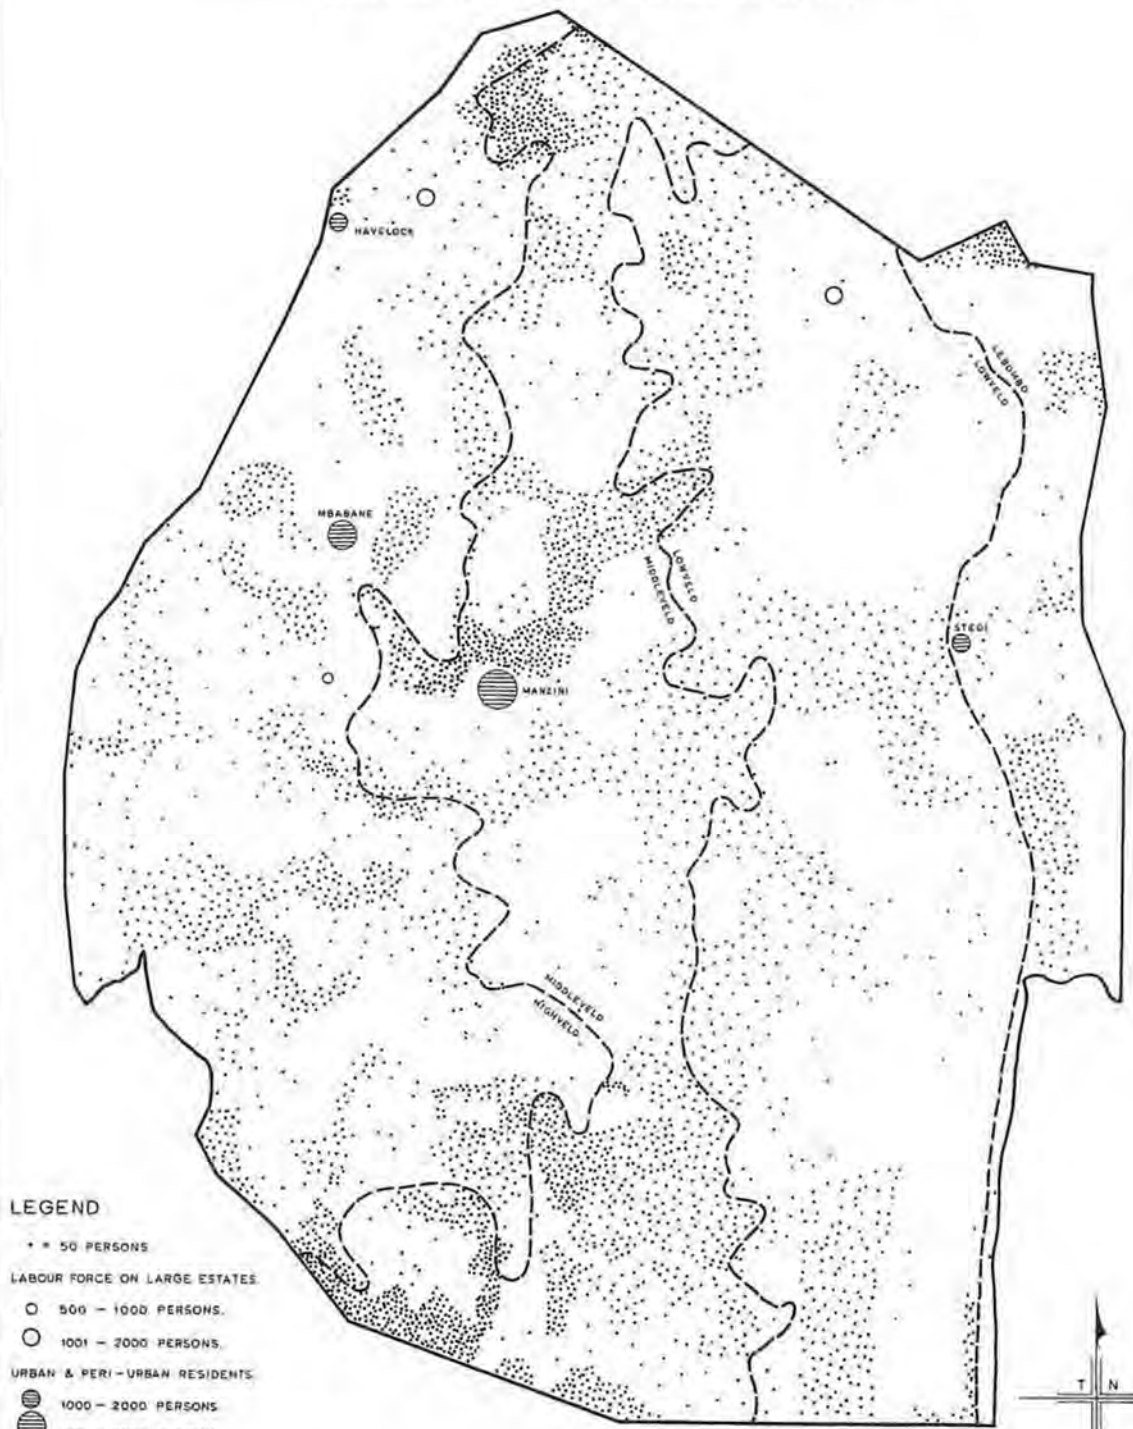 HAVELOCK
LEBOMBO
LOWVELD
MBABANE
LOWVELD
MIDDLEVELD
STEGI
MANZINI
MIDDLEVELD
HIGHVELD
LEGEND
• = 50 PERSONS.
LABOUR FORCE ON LARGE ESTATES.
500 – 1000 PERSONS.
1001 – 2000 PERSONS.
URBAN & PERI-URBAN RESIDENTS.
1000 – 2000 PERSONS
T N